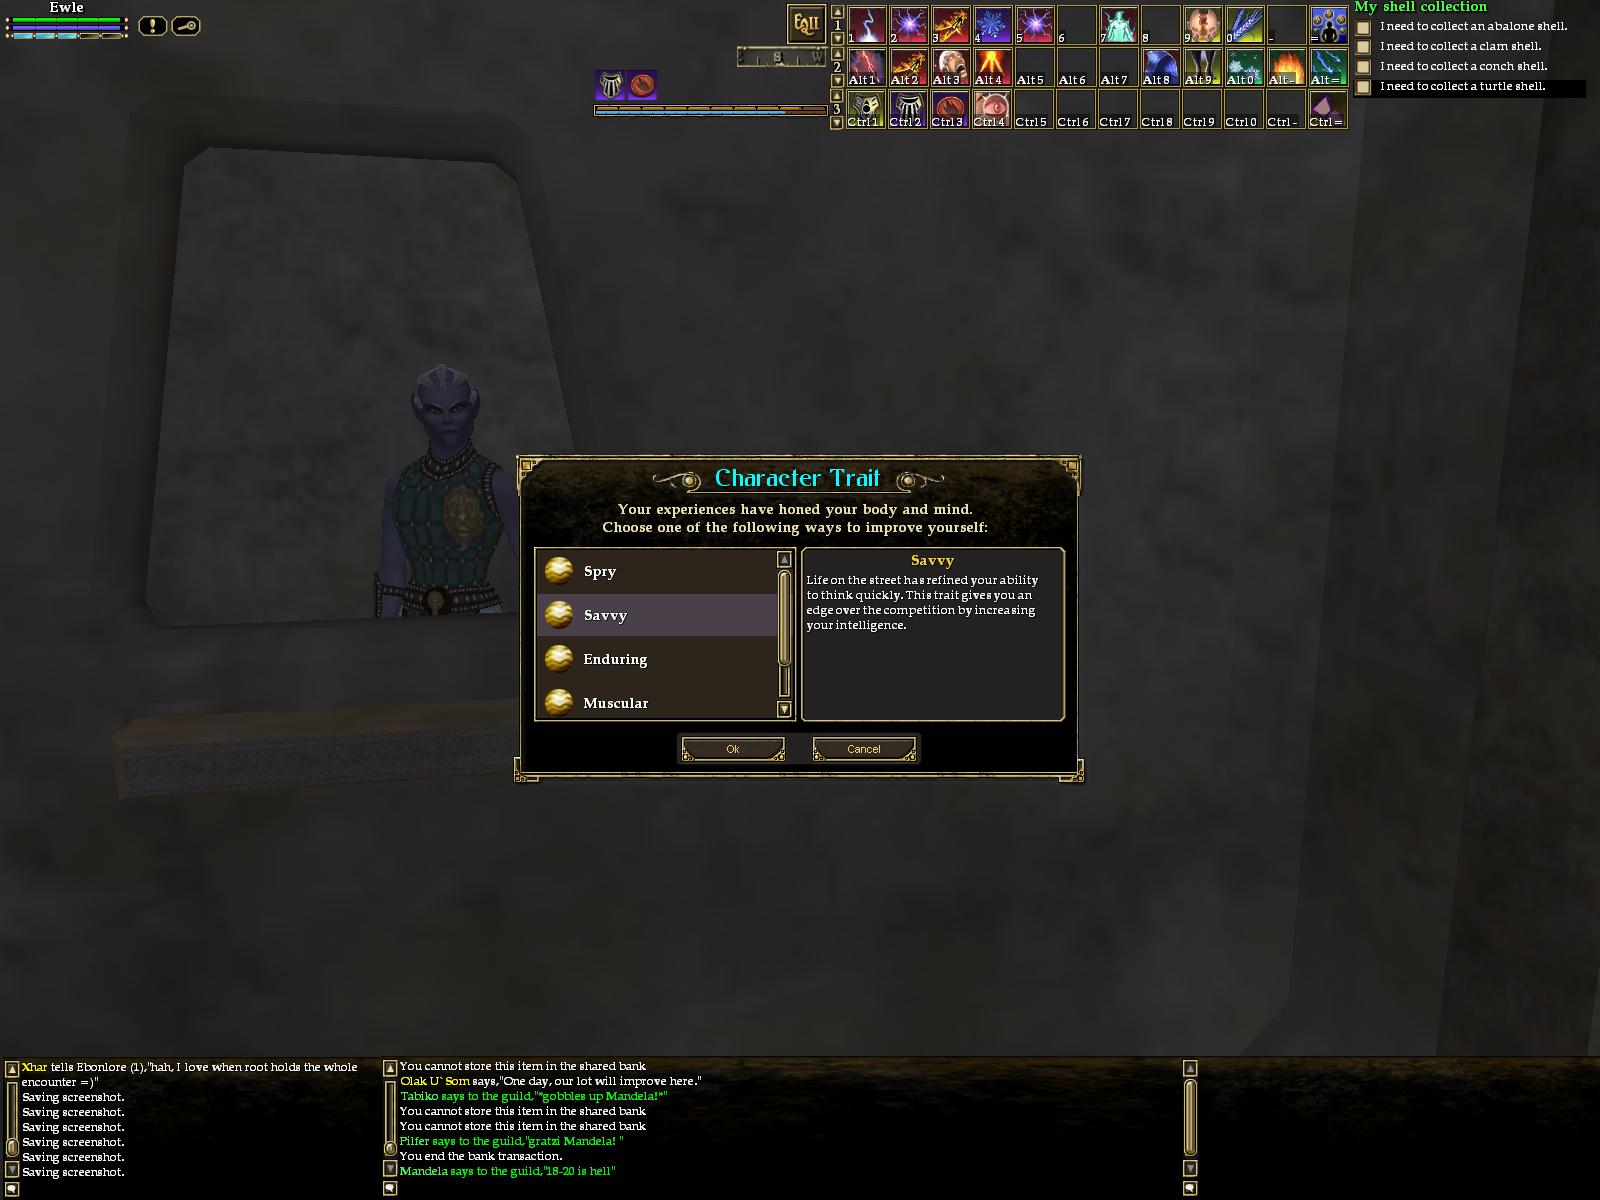 Ewle
EQII
1
2
3
S
W
1
2
3
4
5
6
7
8
9
0
-
=
Alt1
Alt2
Alt3
Alt4
Alt5
Alt6
Alt7
Alt8
Alt9
Alt0
Alt-
Alt=
Ctrl1
Ctrl2
Ctrl3
Ctrl4
Ctrl5
Ctrl6
Ctrl7
Ctrl8
Ctrl9
Ctrl0
Ctrl-
Ctrl=
My shell collection
I need to collect an abalone shell.
I need to collect a clam shell.
I need to collect a conch shell.
I need to collect a turtle shell.
Character Trait
Your experiences have honed your body and mind.
Choose one of the following ways to improve yourself:
Spry
Savvy
Enduring
Muscular
Savvy
Life on the street has refined your ability
to think quickly. This trait gives you an
edge over the competition by increasing
your intelligence.
Ok
Cancel
Xhar tells Ebonlore (1),"hah, I love when root holds the whole
encounter =)"
Saving screenshot.
Saving screenshot.
Saving screenshot.
Saving screenshot.
Saving screenshot.
Saving screenshot.
You cannot store this item in the shared bank
Olak U`Som says,"One day, our lot will improve here."
Tabiko says to the guild,"*gobbles up Mandela!*"
You cannot store this item in the shared bank
You cannot store this item in the shared bank
Pilfer says to the guild,"gratzi Mandela! "
You end the bank transaction.
Mandela says to the guild,"18-20 is hell"